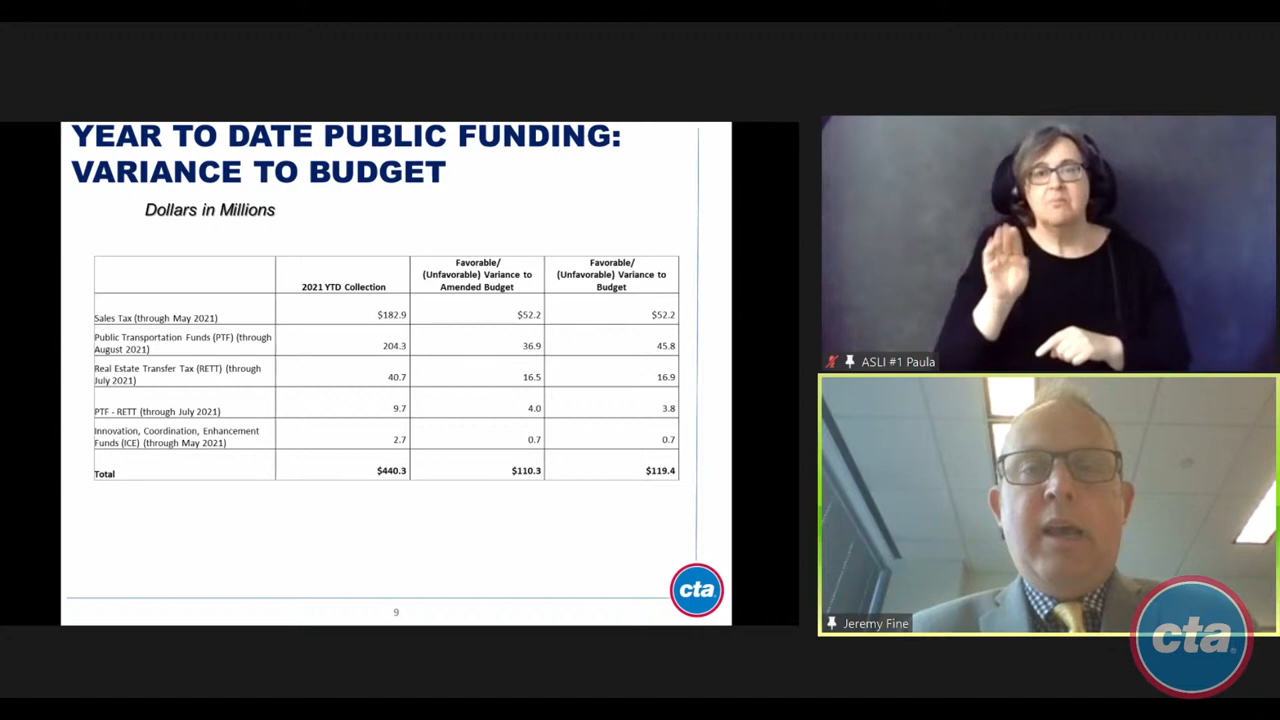 YEAR TO DATE PUBLIC FUNDING:
VARIANCE TO BUDGET
Dollars in Millions
2021 YTD Collection
Favorable/
(Unfavorable) Variance to
Amended Budget
Favorable/
(Unfavorable) Variance to
Budget
Sales Tax (through May 2021) $182.9 $52.2 $52.2
Public Transportation Funds (PTF) (through
August 2021) 204.3 36.9 45.8
Real Estate Transfer Tax (RETT) (through
July 2021) 40.7 16.5 16.9
PTF - RETT (through July 2021) 9.7 4.0 3.8
Innovation, Coordination, Enhancement
Funds (ICE) (through May 2021) 2.7 0.7 0.7
Total $440.3 $110.3 $119.4
cta
9
ASLI #1 Paula
Jeremy Fine
cta